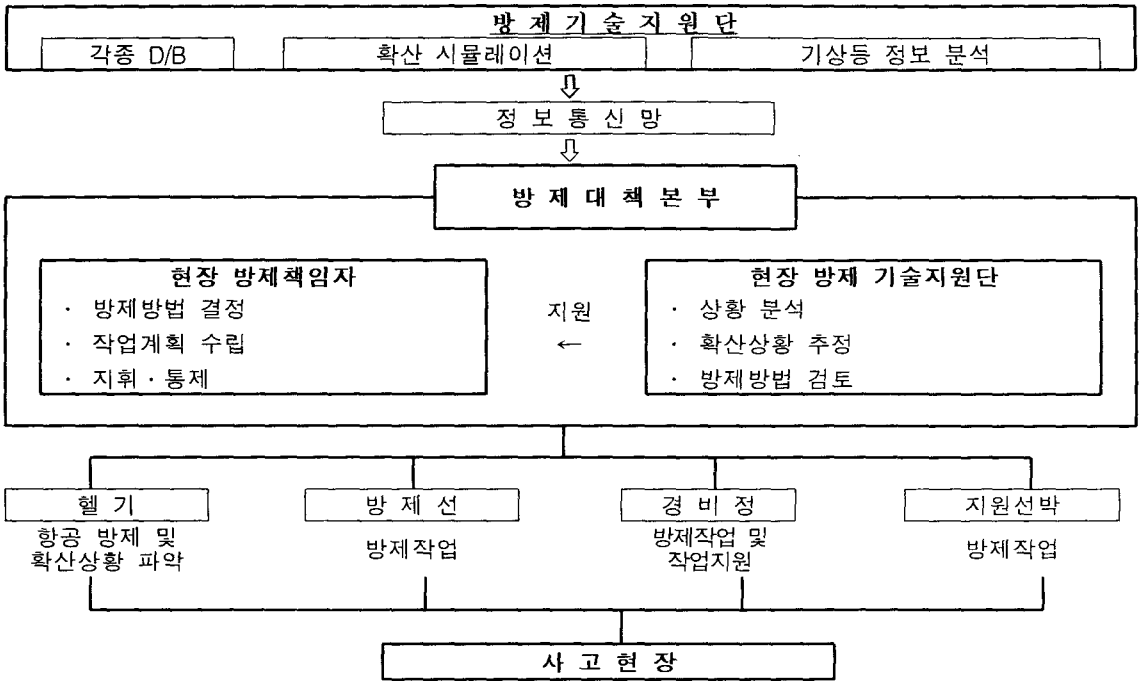 방 제 기 술 지 원 단
각종 D/B 확산 시뮬레이션 기상등 정보 분석
⇩
정 보 통 신 망
⇩
방 제 대 책 본 부
현장 방제책임자
· 방제방법 결정
· 작업계획 수립
· 지휘 · 통제
지원
←
현장 방제 기술지원단
· 상황 분석
· 확산상황 추정
· 방제방법 검토
헬 기
항공 방제 및
확산상황 파악
방 제 선
방제작업
경 비 정
방제작업 및
작업지원
지원선박
방제작업
사 고 현 장